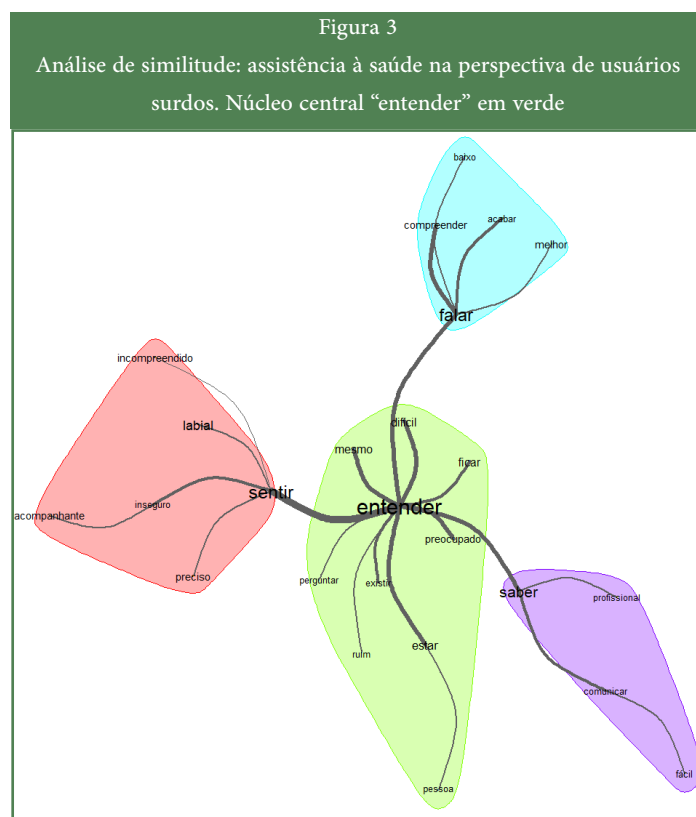 Figura 3
Análise de similitude: assistência à saúde na perspectiva de usuários
surdos. Núcleo central “entender” em verde
baixo
compreender
acabar
melhor
falar
incompreendido
labial
sentir
acompanhante
inseguro
preciso
difícil
mesmo
ficar
entender
preocupado
perguntar
existir
ruím
estar
pessoa
saber
profissional
comunicar
fácil